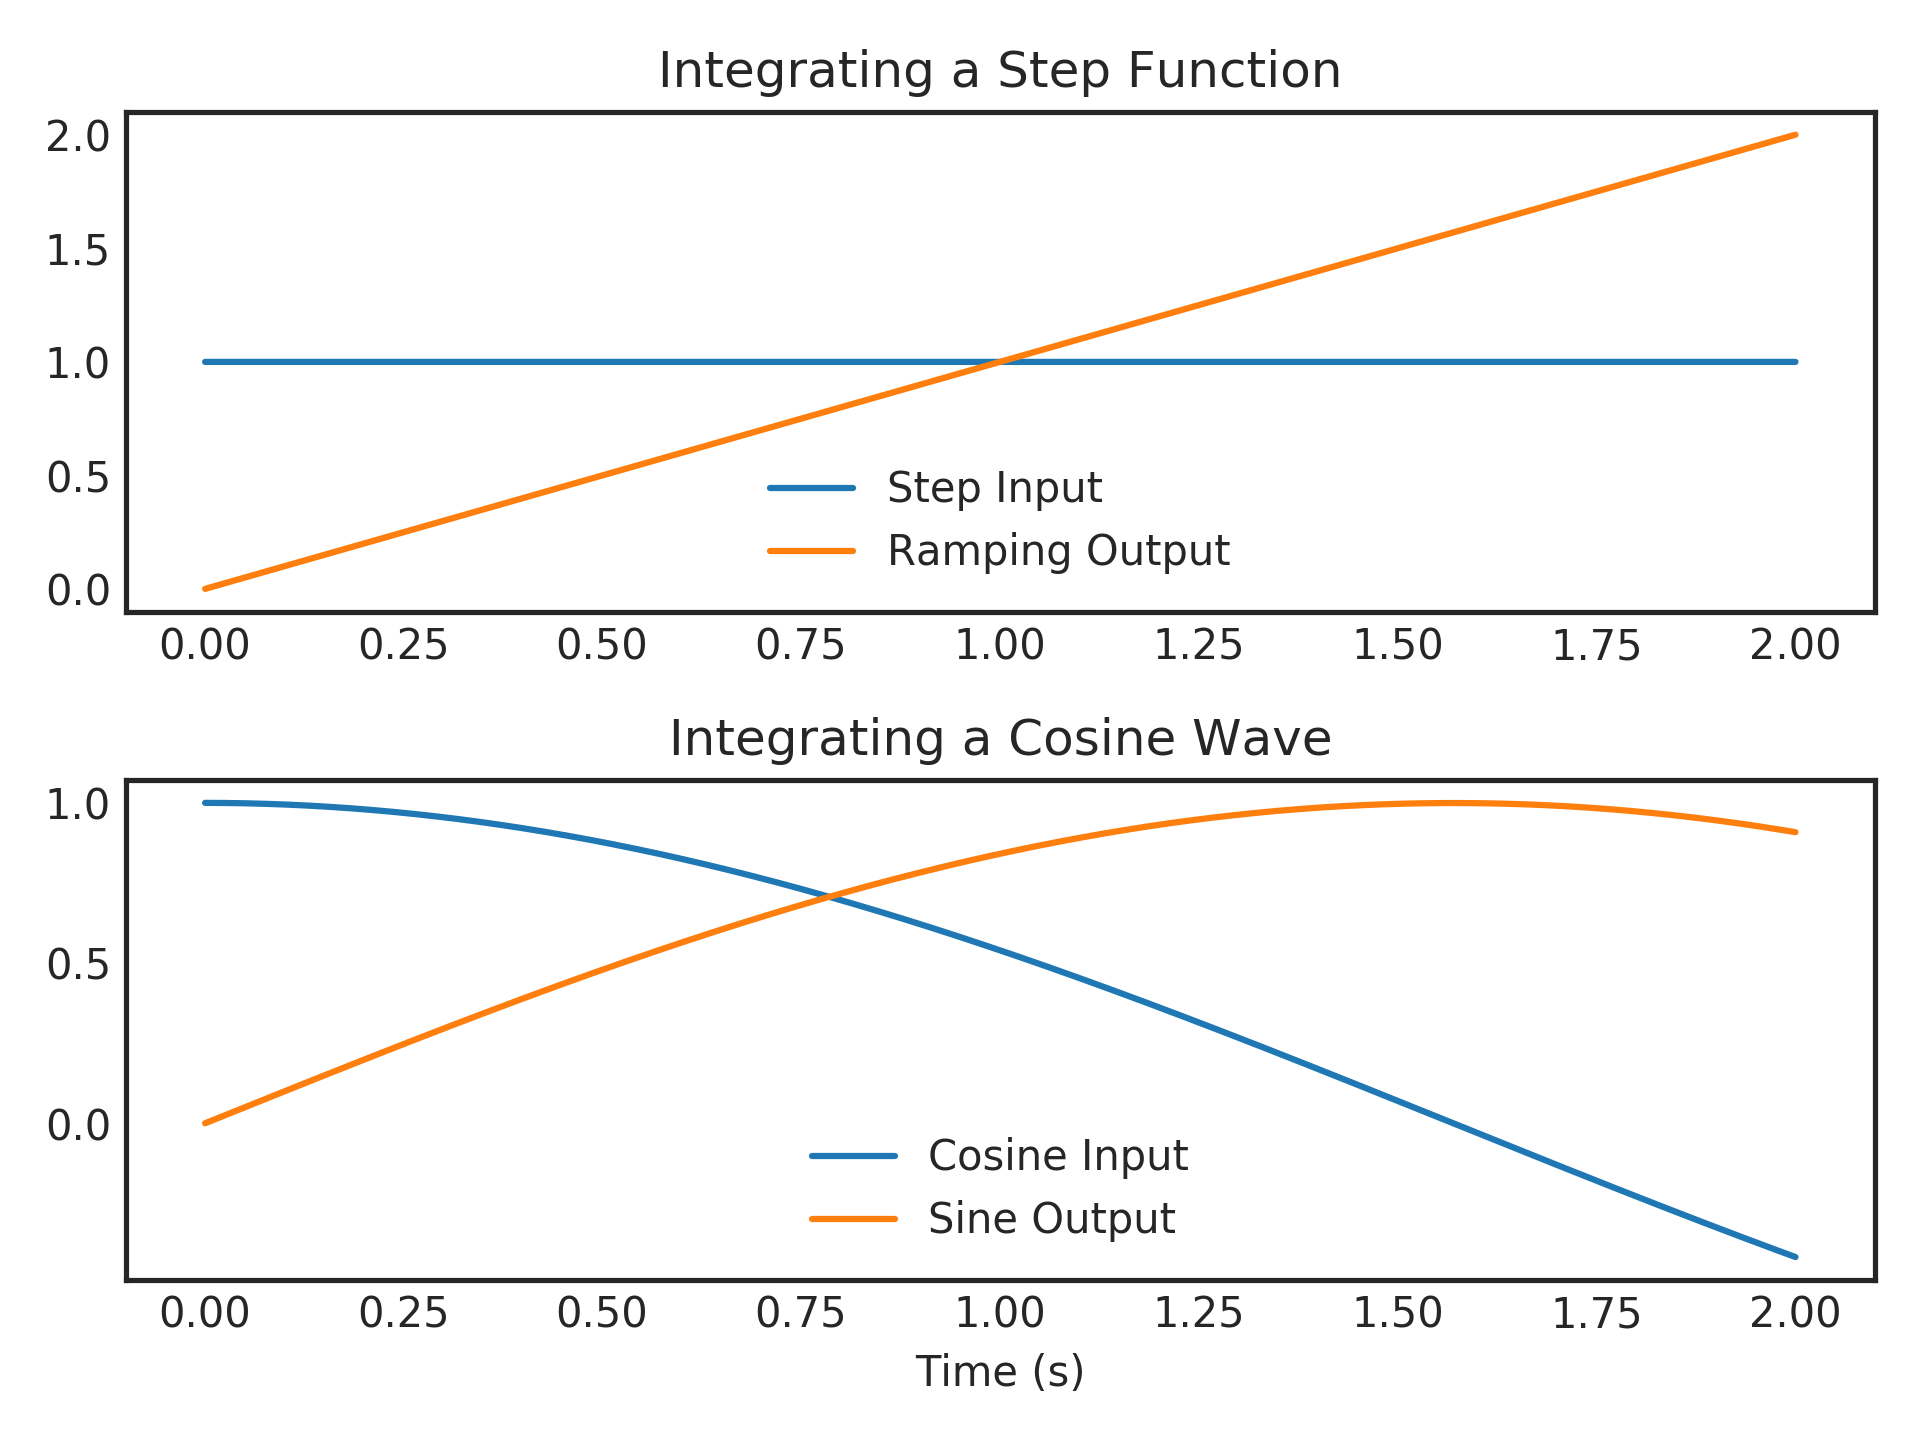 Integrating a Step Function
2.0
1.5
1.0
0.5
0.0
Step Input
Ramping Output
0.00 0.25 0.50 0.75 1.00 1.25 1.50 1.75 2.00
Integrating a Cosine Wave
1.0
0.5
0.0
Cosine Input
Sine Output
0.00 0.25 0.50 0.75 1.00 1.25 1.50 1.75 2.00
Time (s)